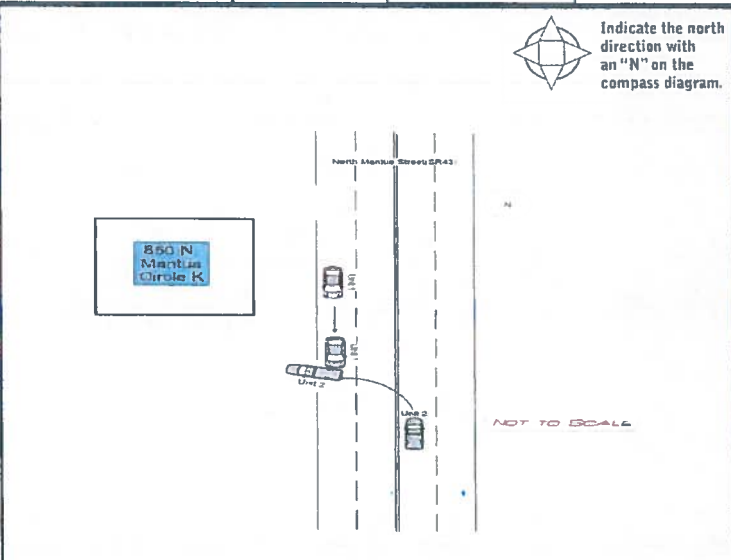 Indicate the north
direction with
an "N" on the
compass diagram.
North Mantua Street/SR43
N
850 N
Mantua
Circle K
Unit 2
Unit 2
NOT TO SCALE